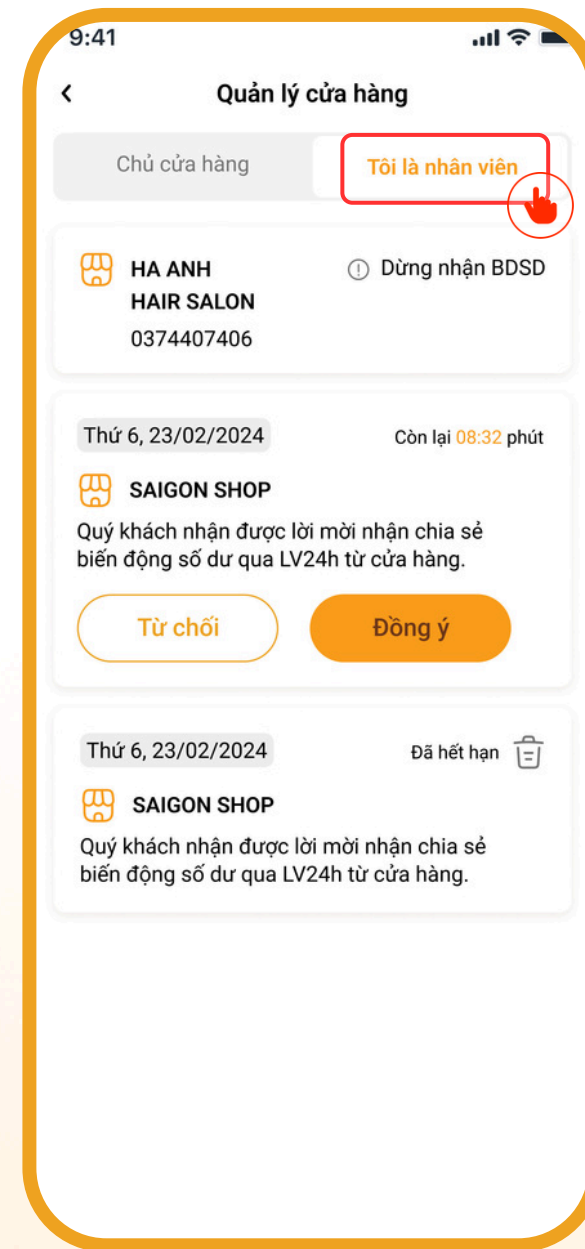 9:41
Quản lý cửa hàng
Chủ cửa hàng
Tôi là nhân viên
HA ANH
HAIR SALON
0374407406
Dừng nhận BDSD
Thứ 6, 23/02/2024
Còn lại 08:32 phút
SAIGON SHOP
Quý khách nhận được lời mời nhận chia sẻ
biến động số dư qua LV24h từ cửa hàng.
Từ chối
Đồng ý
Thứ 6, 23/02/2024
Đã hết hạn
SAIGON SHOP
Quý khách nhận được lời mời nhận chia sẻ
biến động số dư qua LV24h từ cửa hàng.